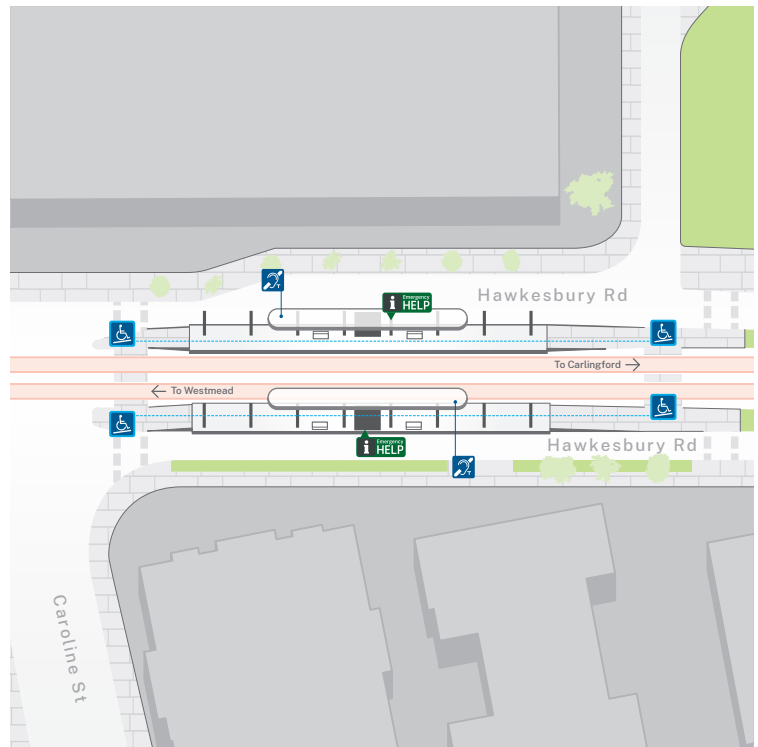 Hawkesbury Rd
T
i
Emergency
HELP
To Carlingford
To Westmead
Hawkesbury Rd
i
Emergency
HELP
T
Caroline St